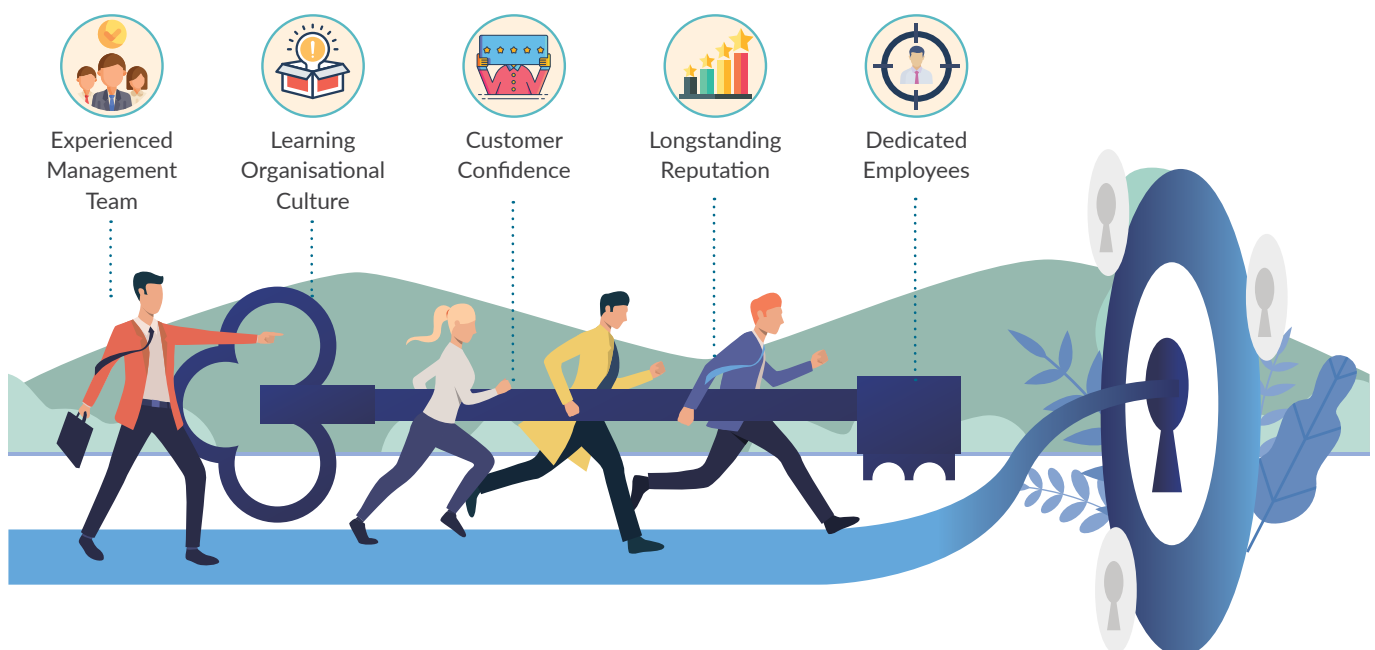 Experienced
Management
Team
Learning
Organisational
Culture
Customer
Confidence
Longstanding
Reputation
Dedicated
Employees